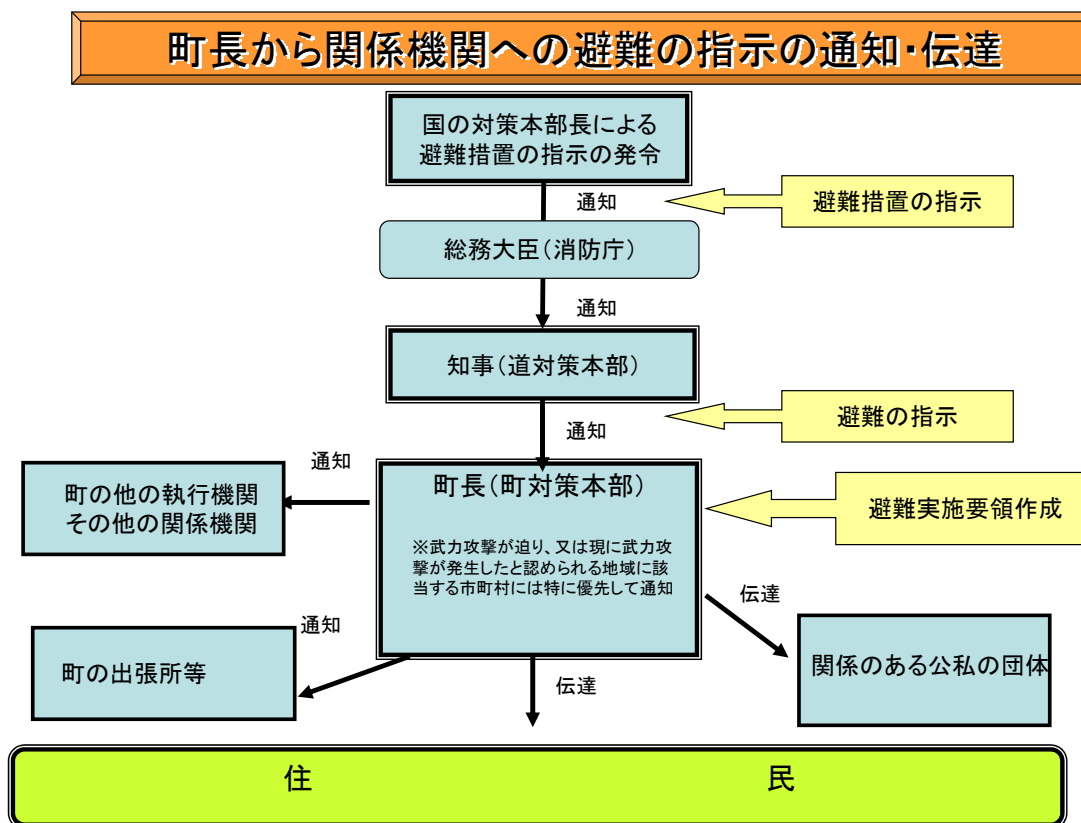 町長から関係機関への避難の指示の通知・伝達
国の対策本部長による
避難措置の指示の発令
通知
避難措置の指示
総務大臣(消防庁)
通知
知事(道対策本部)
通知
避難の指示
通知
町の他の執行機関
その他の関係機関
町長(町対策本部)
※武力攻撃が迫り、又は現に武力攻
撃が発生したと認められる地域に該
当する市町村には特に優先して通知
避難実施要領作成
通知
町の出張所等
伝達
伝達
関係のある公私の団体
住 民